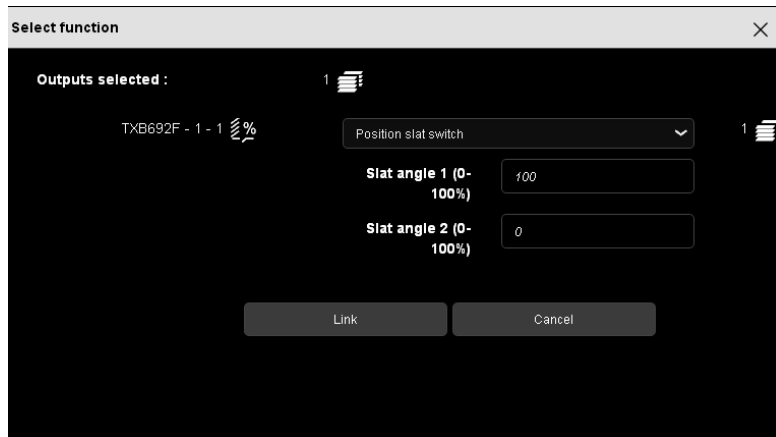 Select function
Outputs selected :
1
TXB692F - 1 - 1 %
Position slat switch
1
Slat angle 1 (0-
100%)
100
Slat angle 2 (0-
100%)
0
Link
Cancel